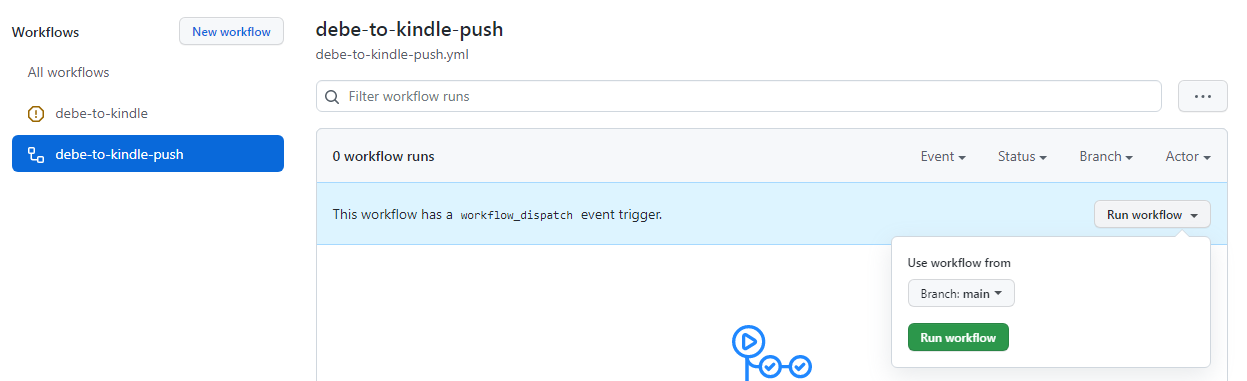 Workflows
New workflow
All workflows
debe-to-kindle
debe-to-kindle-push
debe-to-kindle-push
debe-to-kindle-push.yml
Filter workflow runs
0 workflow runs
Event
Status
Branch
Actor
This workflow has a workflow_dispatch event trigger.
Run workflow
Use workflow from
Branch: main
Run workflow